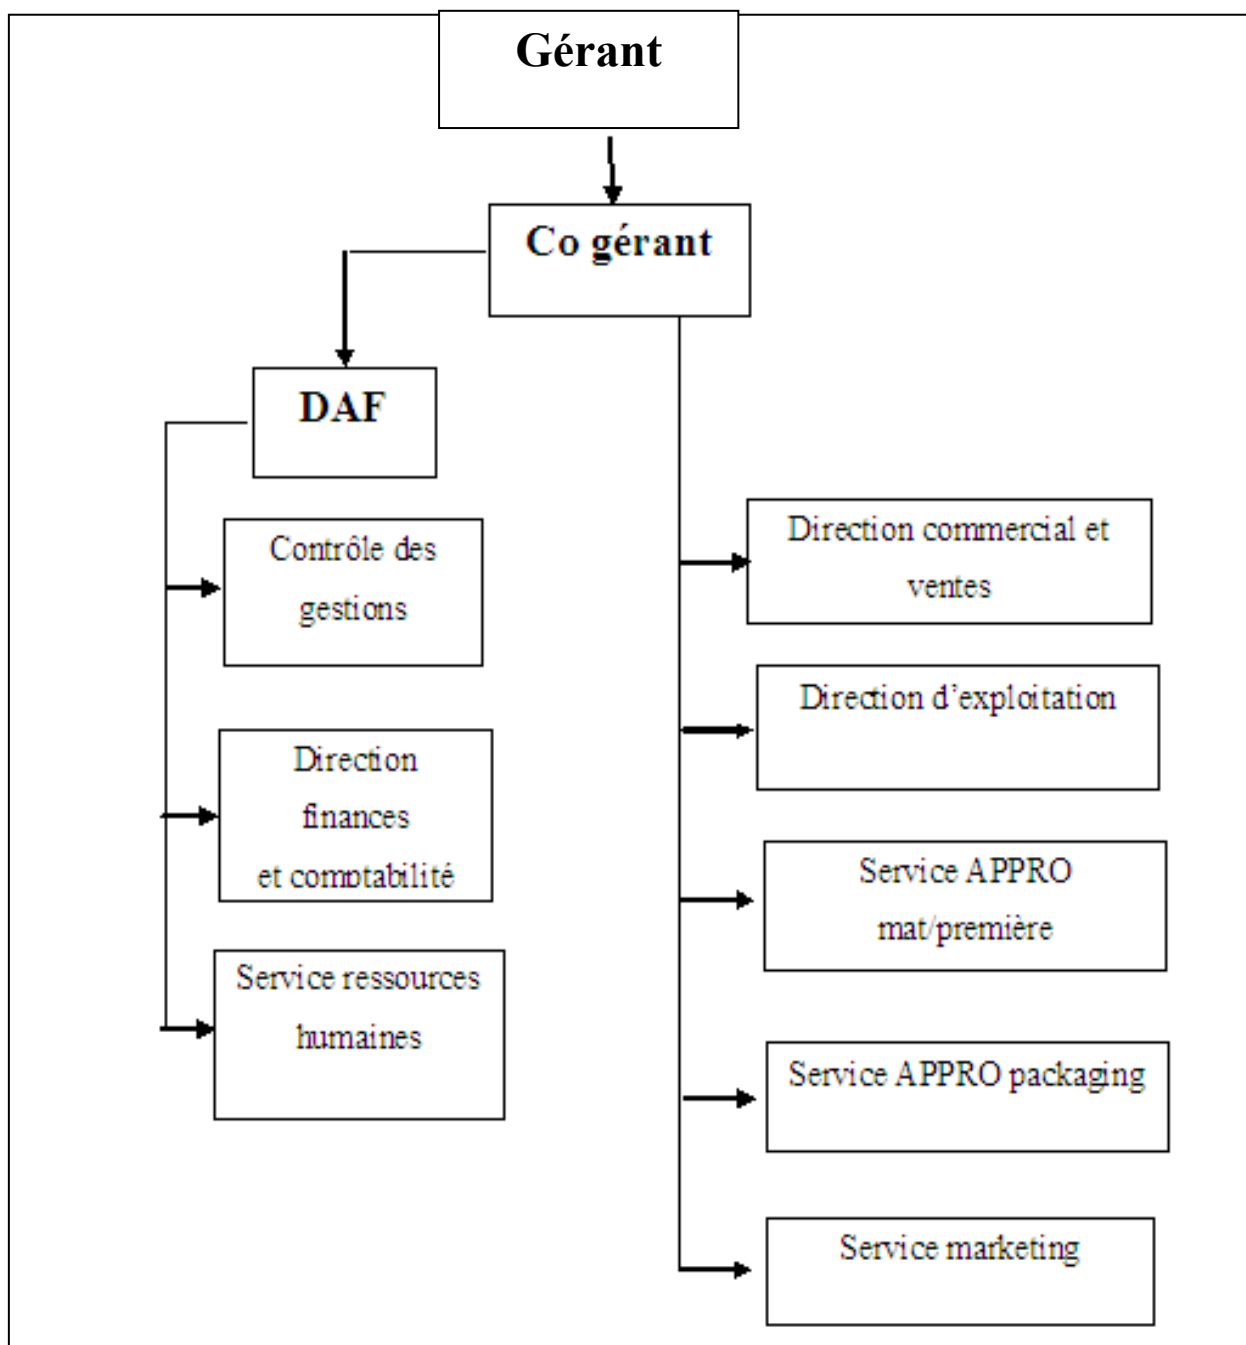 Gérant
Co gérant
DAF
Contrôle des
gestions
Direction
finances
et comptabilité
Service ressources
humaines
Direction commercial et
ventes
Direction d’exploitation
Service APPRO
mat/première
Service APPRO packaging
Service marketing